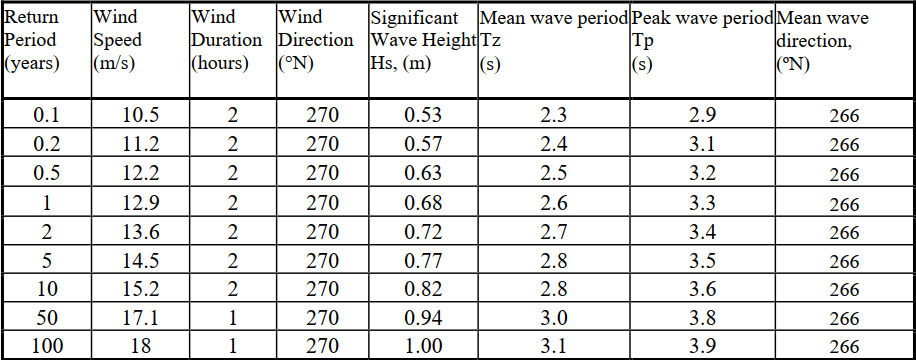 Return Period (years) Wind Speed (m/s) Wind Duration (hours) Wind Direction (°N) Significant Wave Height Hs, (m) Mean wave period Tz (s) Peak wave period Tp (s) Mean wave direction, (ºN)
0.1 10.5 2 270 0.53 2.3 2.9 266
0.2 11.2 2 270 0.57 2.4 3.1 266
0.5 12.2 2 270 0.63 2.5 3.2 266
1 12.9 2 270 0.68 2.6 3.3 266
2 13.6 2 270 0.72 2.7 3.4 266
5 14.5 2 270 0.77 2.8 3.5 266
10 15.2 2 270 0.82 2.8 3.6 266
50 17.1 1 270 0.94 3.0 3.8 266
100 18 1 270 1.00 3.1 3.9 266